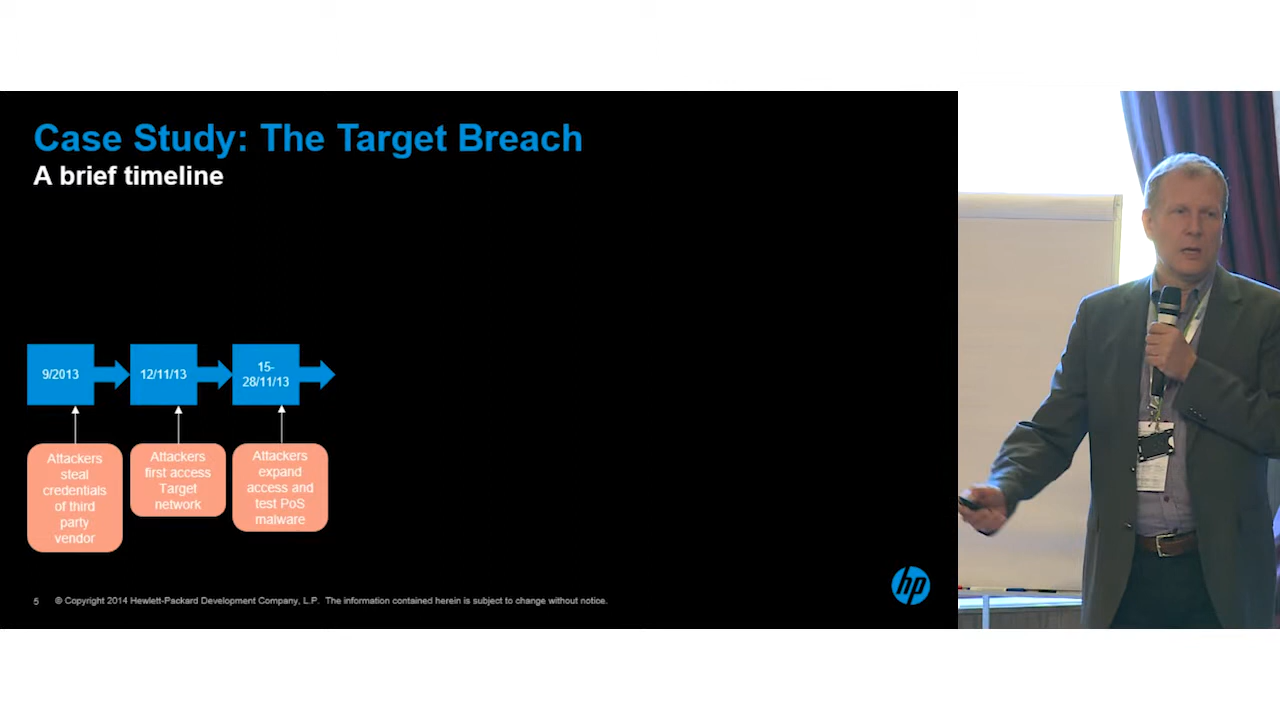 Case Study: The Target Breach
A brief timeline
9/2013
12/11/13
15-
28/11/13
Attackers
steal
credentials
of third
party
vendor
Attackers
first access
Target
network
Attackers
expand
access and
test PoS
malware
5 © Copyright 2014 Hewlett-Packard Development Company, L.P. The information contained herein is subject to change without notice.
hp